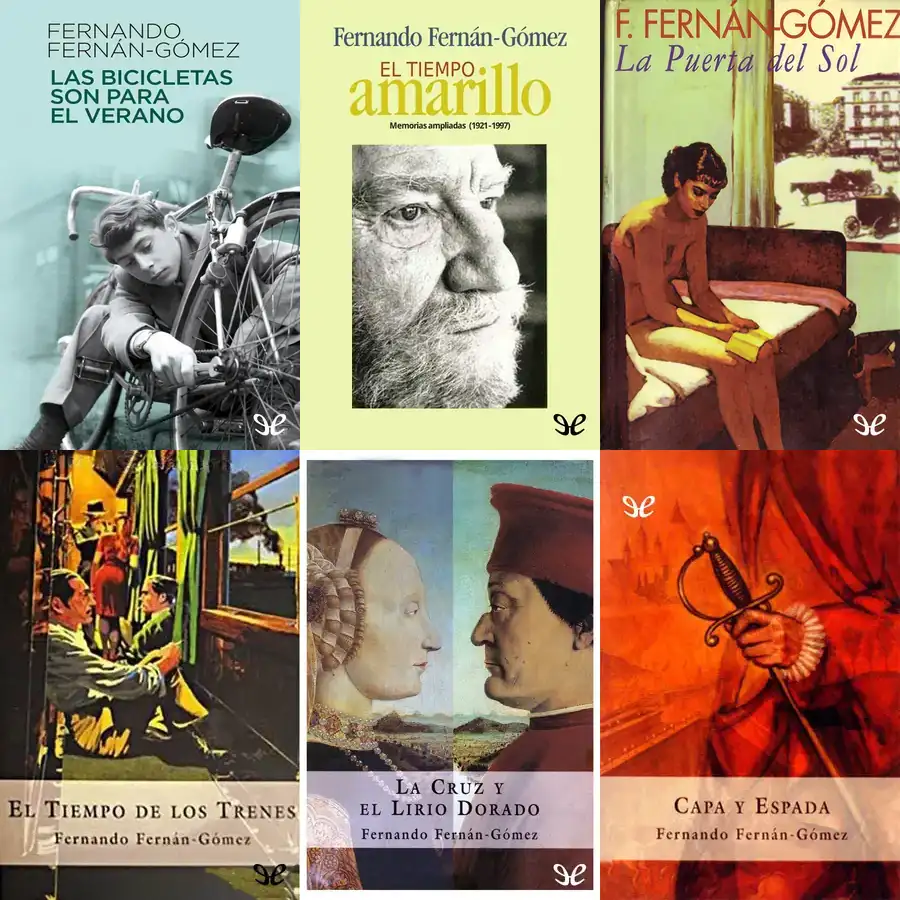 FERNANDO
FERNÁN-GÓMEZ
LAS BICICLETAS
SON PARA
EL VERANO
Fernando Fernán-Gómez
EL TIEMPO
amarillo
Memorias ampliadas (1921-1997)
F. FERNÁN-GÓMEZ
La Puerta del Sol
EL TIEMPO DE LOS TRENES
Fernando Fernán-Gómez
LA CRUZ Y
EL LIRIO DORADO
Fernando Fernán-Gómez
CAPA Y ESPADA
Fernando Fernán-Gómez